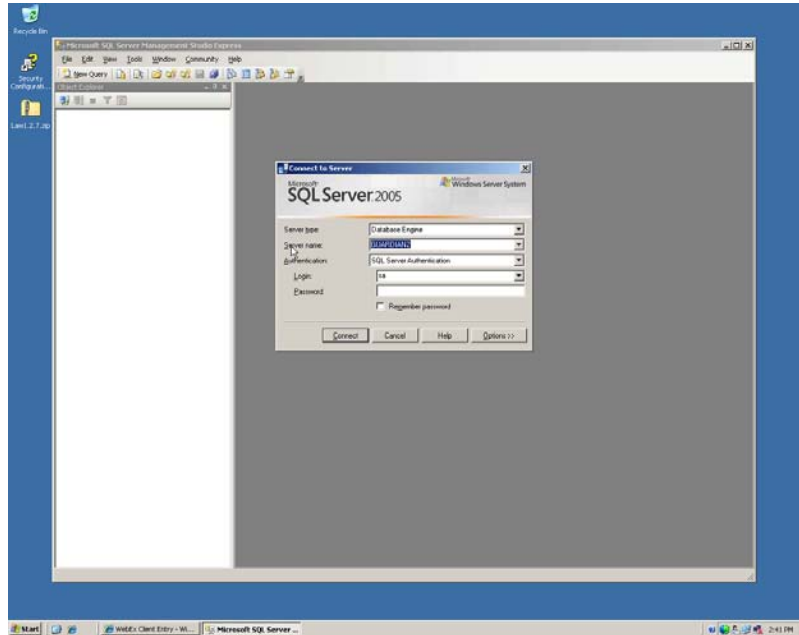 Recycle Bin
Security
Configurati...
Law1.2.7.zip
Microsoft SQL Server Management Studio Express
File Edit View Tools Window Community Help
New Query
Object Explorer
Connect to Server
Microsoft
SQL Server 2005
Microsoft
Windows Server System
Server type:
Database Engine
Server name:
GUARDIAN2
Authentication:
SQL Server Authentication
Login:
sa
Password:
Remember password
Connect
Cancel
Help
Options >>
Start
WebEx Client Entry - Wi...
Microsoft SQL Server ...
2:41 PM